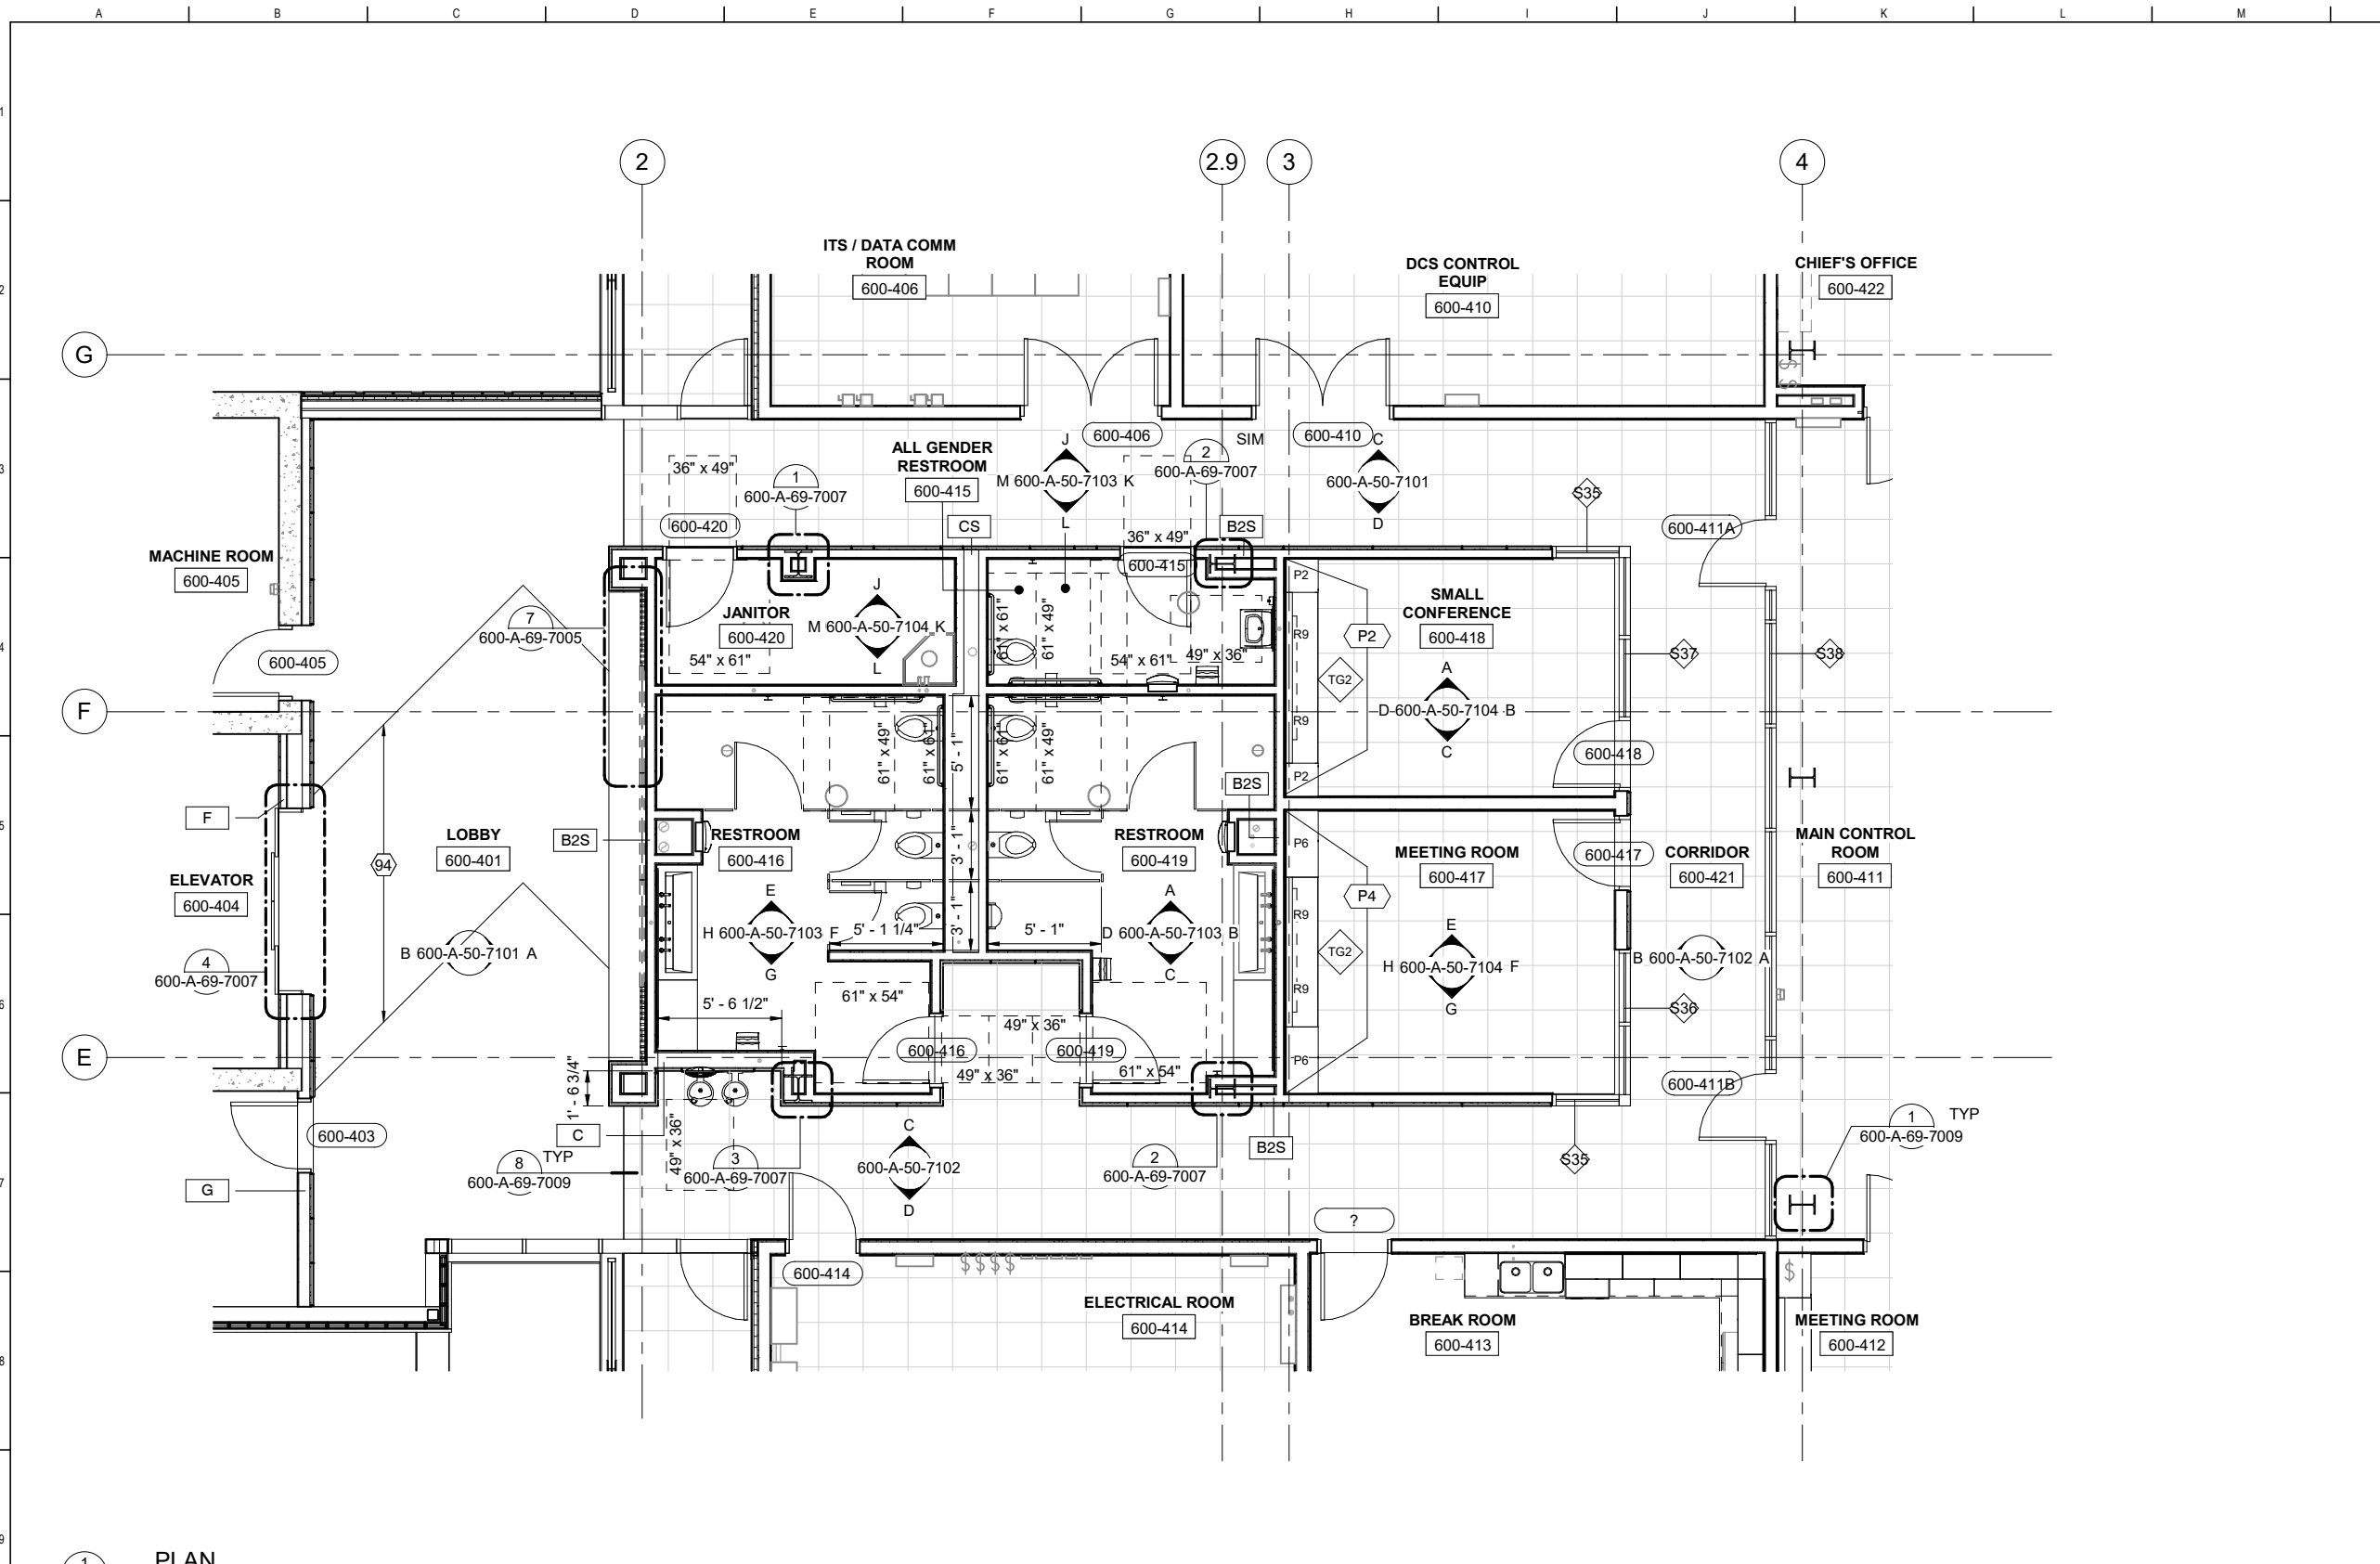 A B C D E F G H I J K L M
1
2
3
4
5
6
7
8
9
2 2.9 3 4
G
F
E
ITS / DATA COMM
ROOM
600-406
DCS CONTROL
EQUIP
600-410
CHIEF'S OFFICE
600-422
ALL GENDER
RESTROOM
600-415
600-406
600-410
SIM
2
600-A-69-7007
1
600-A-69-7007
36" x 49"
600-420
CS
J
M 600-A-50-7103 K
L
C
600-A-50-7101
D
S35
600-411A
36" x 49"
B2S
600-415
MACHINE ROOM
600-405
600-405
7
600-A-69-7005
JANITOR
600-420
54" x 61"
J
M 600-A-50-7104 K
L
61" x 61"
61" x 49"
54" x 61"
49" x 36"
P2
R9
R9
P2
P2
TG2
SMALL
CONFERENCE
600-418
A
D 600-A-50-7104 B
C
S37
S38
600-418
F
94
LOBBY
600-401
B2S
RESTROOM
600-416
61" x 49"
61" x 61"
5' - 1"
3' - 1"
3' - 1"
61" x 61"
61" x 49"
B2S
RESTROOM
600-419
ELEVATOR
600-404
4
600-A-69-7007
B 600-A-50-7101 A
E
H 600-A-50-7103 F
G
5' - 1 1/4"
5' - 1"
A
D 600-A-50-7103 B
C
P6
R9
R9
P6
P4
TG2
MEETING ROOM
600-417
E
H 600-A-50-7104 F
G
600-417
CORRIDOR
600-421
B 600-A-50-7102 A
S36
MAIN CONTROL
ROOM
600-411
5' - 6 1/2"
61" x 54"
49" x 36"
600-416
600-419
49" x 36"
61" x 54"
600-411B
1' - 6 3/4"
C
600-403
G
8
TYP
600-A-69-7009
49" x 36"
3
600-A-69-7007
C
600-A-50-7102
D
2
600-A-69-7007
B2S
S35
1
TYP
600-A-69-7009
?
600-414
$ $ $ $
$
$
$
ELECTRICAL ROOM
600-414
BREAK ROOM
600-413
MEETING ROOM
600-412
1
PLAN